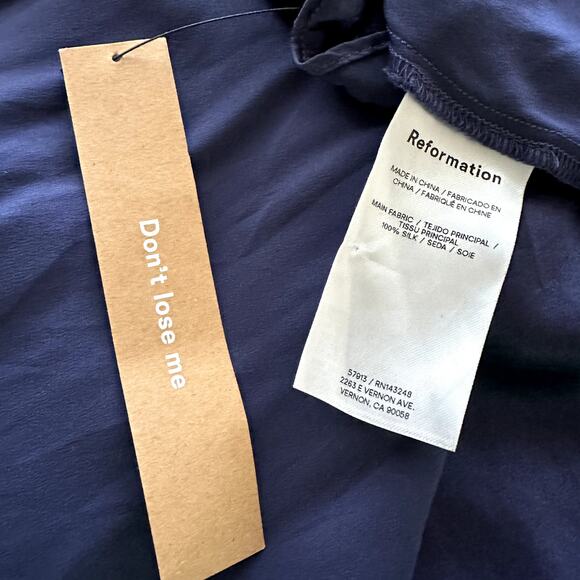 Don't lose me
Reformation
MADE IN CHINA / FABRICADO EN
CHINA / FABRIQUÉ EN CHINE
MAIN FABRIC / TEJIDO PRINCIPAL /
TISSU PRINCIPAL
100% SILK / SEDA / SOIE
57913 / RN143248
2263 E VERNON AVE.
VERNON, CA 90058